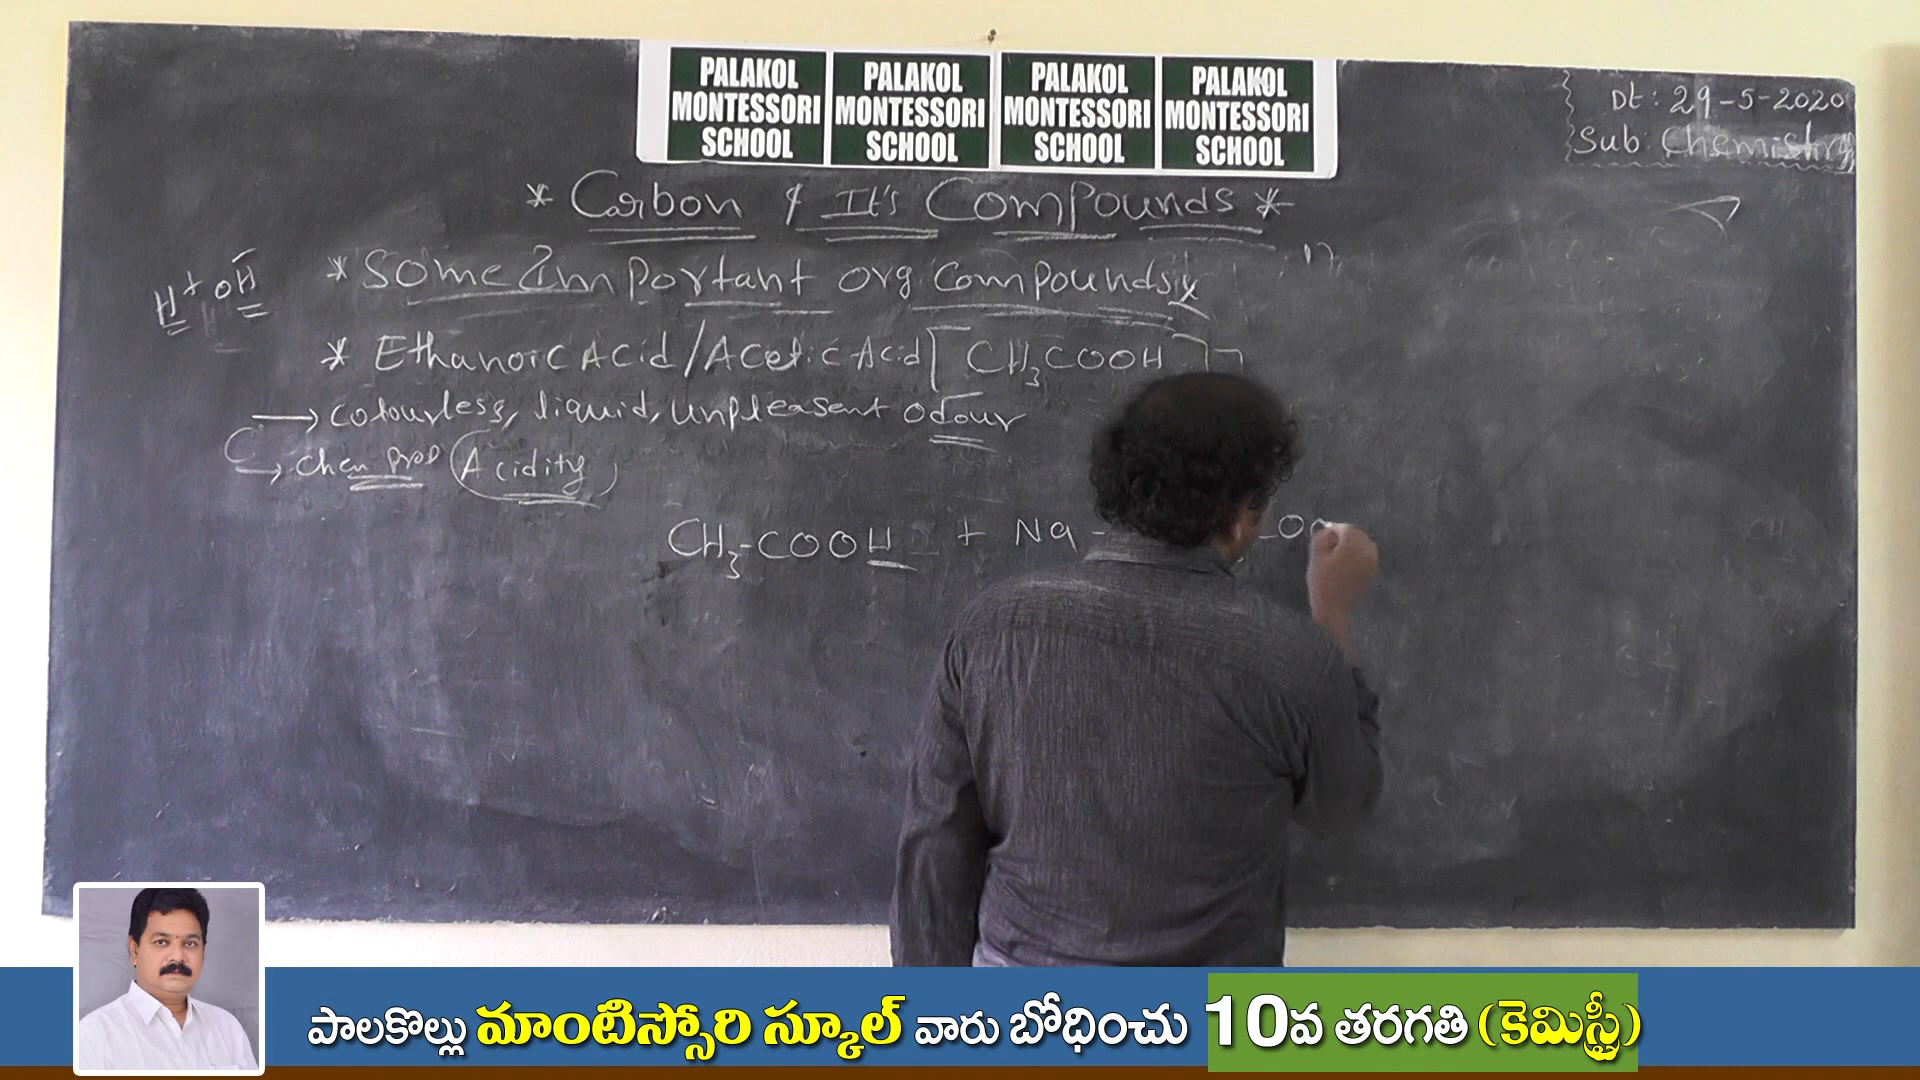 PALAKOL MONTESSORI SCHOOL PALAKOL MONTESSORI SCHOOL PALAKOL MONTESSORI SCHOOL PALAKOL MONTESSORI SCHOOL
Dt: 29-5-2020
Sub: Chemistry
* Carbon & It's Compounds *
H+ OH-
* Some Important org compounds
* Ethanoic Acid/Acetic Acid [CH3COOH]
→ Colourless, liquid, unpleasent odour
→ chem prop (Acidity)
CH3-COOH + Na
పాలకొల్లు మాంటిస్సోరి స్కూల్ వారు బోధించు 10వ తరగతి (కెమిస్ట్రీ)